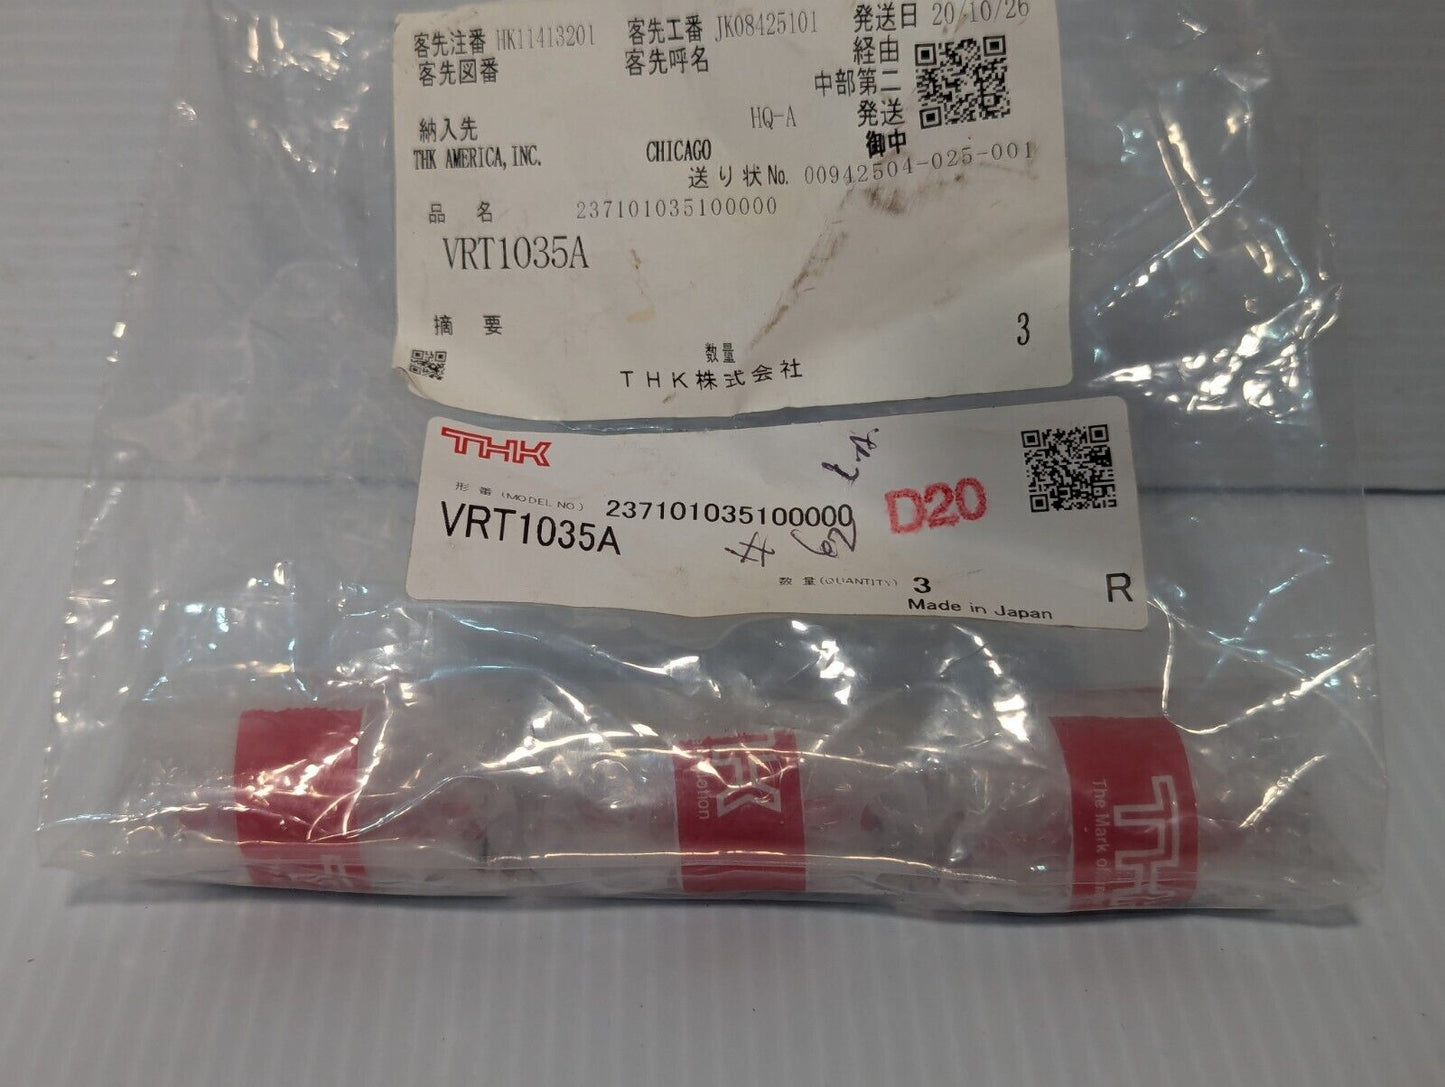 客先注番 HK11413201 客先工番 JK08425101 発送日 20/10/26
客先図番 客先呼名 経由
中部第二
納入先 HQ-A 発送
THK AMERICA,INC. CHICAGO 御中
送り状No. 00942504-025-001
品 名 237101035100000
VRT1035A
摘 要
数量 3
THK株式会社
THK
形 番 (MODEL NO.) 237101035100000 D20
VRT1035A
数 量 (QUANTITY) 3 R
Made in Japan
otion
The Mark of